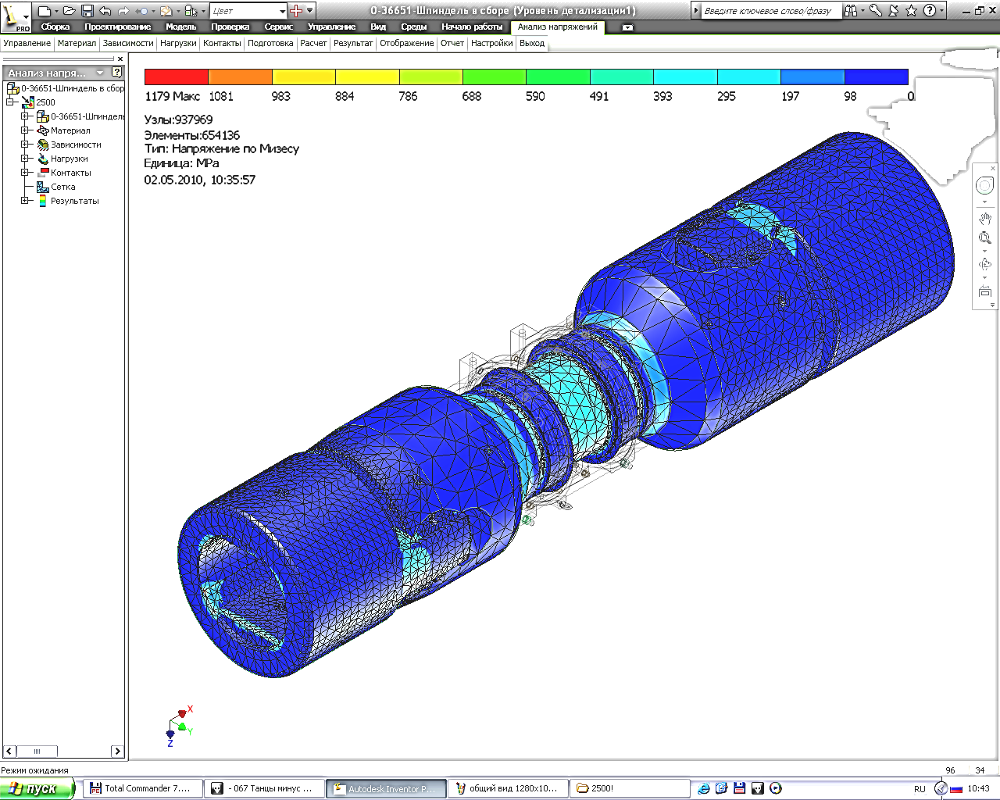 PRO
Цвет
0-36651-Шпиндель в сборе (Уровень детализации1)
Введите ключевое слово/фразу
Сборка Проектирование Модель Проверка Сервис Управление Вид Среды Начало работы Анализ напряжений
Управление Материал Зависимости Нагрузки Контакты Подготовка Расчет Результат Отображение Отчет Настройки Выход
Анализ напря...
0-36651-Шпиндель в сбор
2500
0-36651-Шпиндель
Материал
Зависимости
Нагрузки
Контакты
Сетка
Результаты
1179 Макс 1081 983 884 786 688 590 491 393 295 197 98 0
Узлы:937969
Элементы:654136
Тип: Напряжение по Мизесу
Единица: MPa
02.05.2010, 10:35:57
X
Y
Z
Режим ожидания
96 34
пуск
Total Commander 7....
- 067 Танцы минус ...
Autodesk Inventor P...
общий вид 1280x10...
2500!
RU
10:43